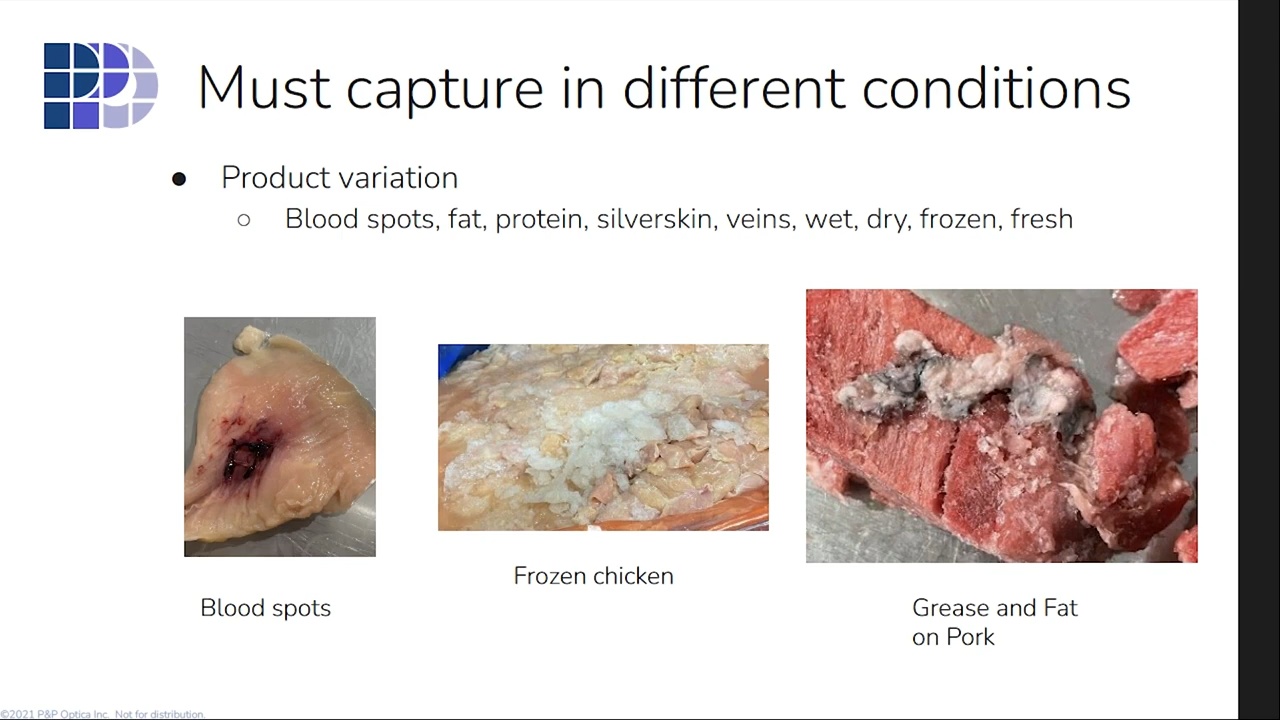 Must capture in different conditions
● Product variation
○ Blood spots, fat, protein, silverskin, veins, wet, dry, frozen, fresh
Blood spots
Frozen chicken
Grease and Fat
on Pork
©2021 P&P Optica Inc. Not for distribution.